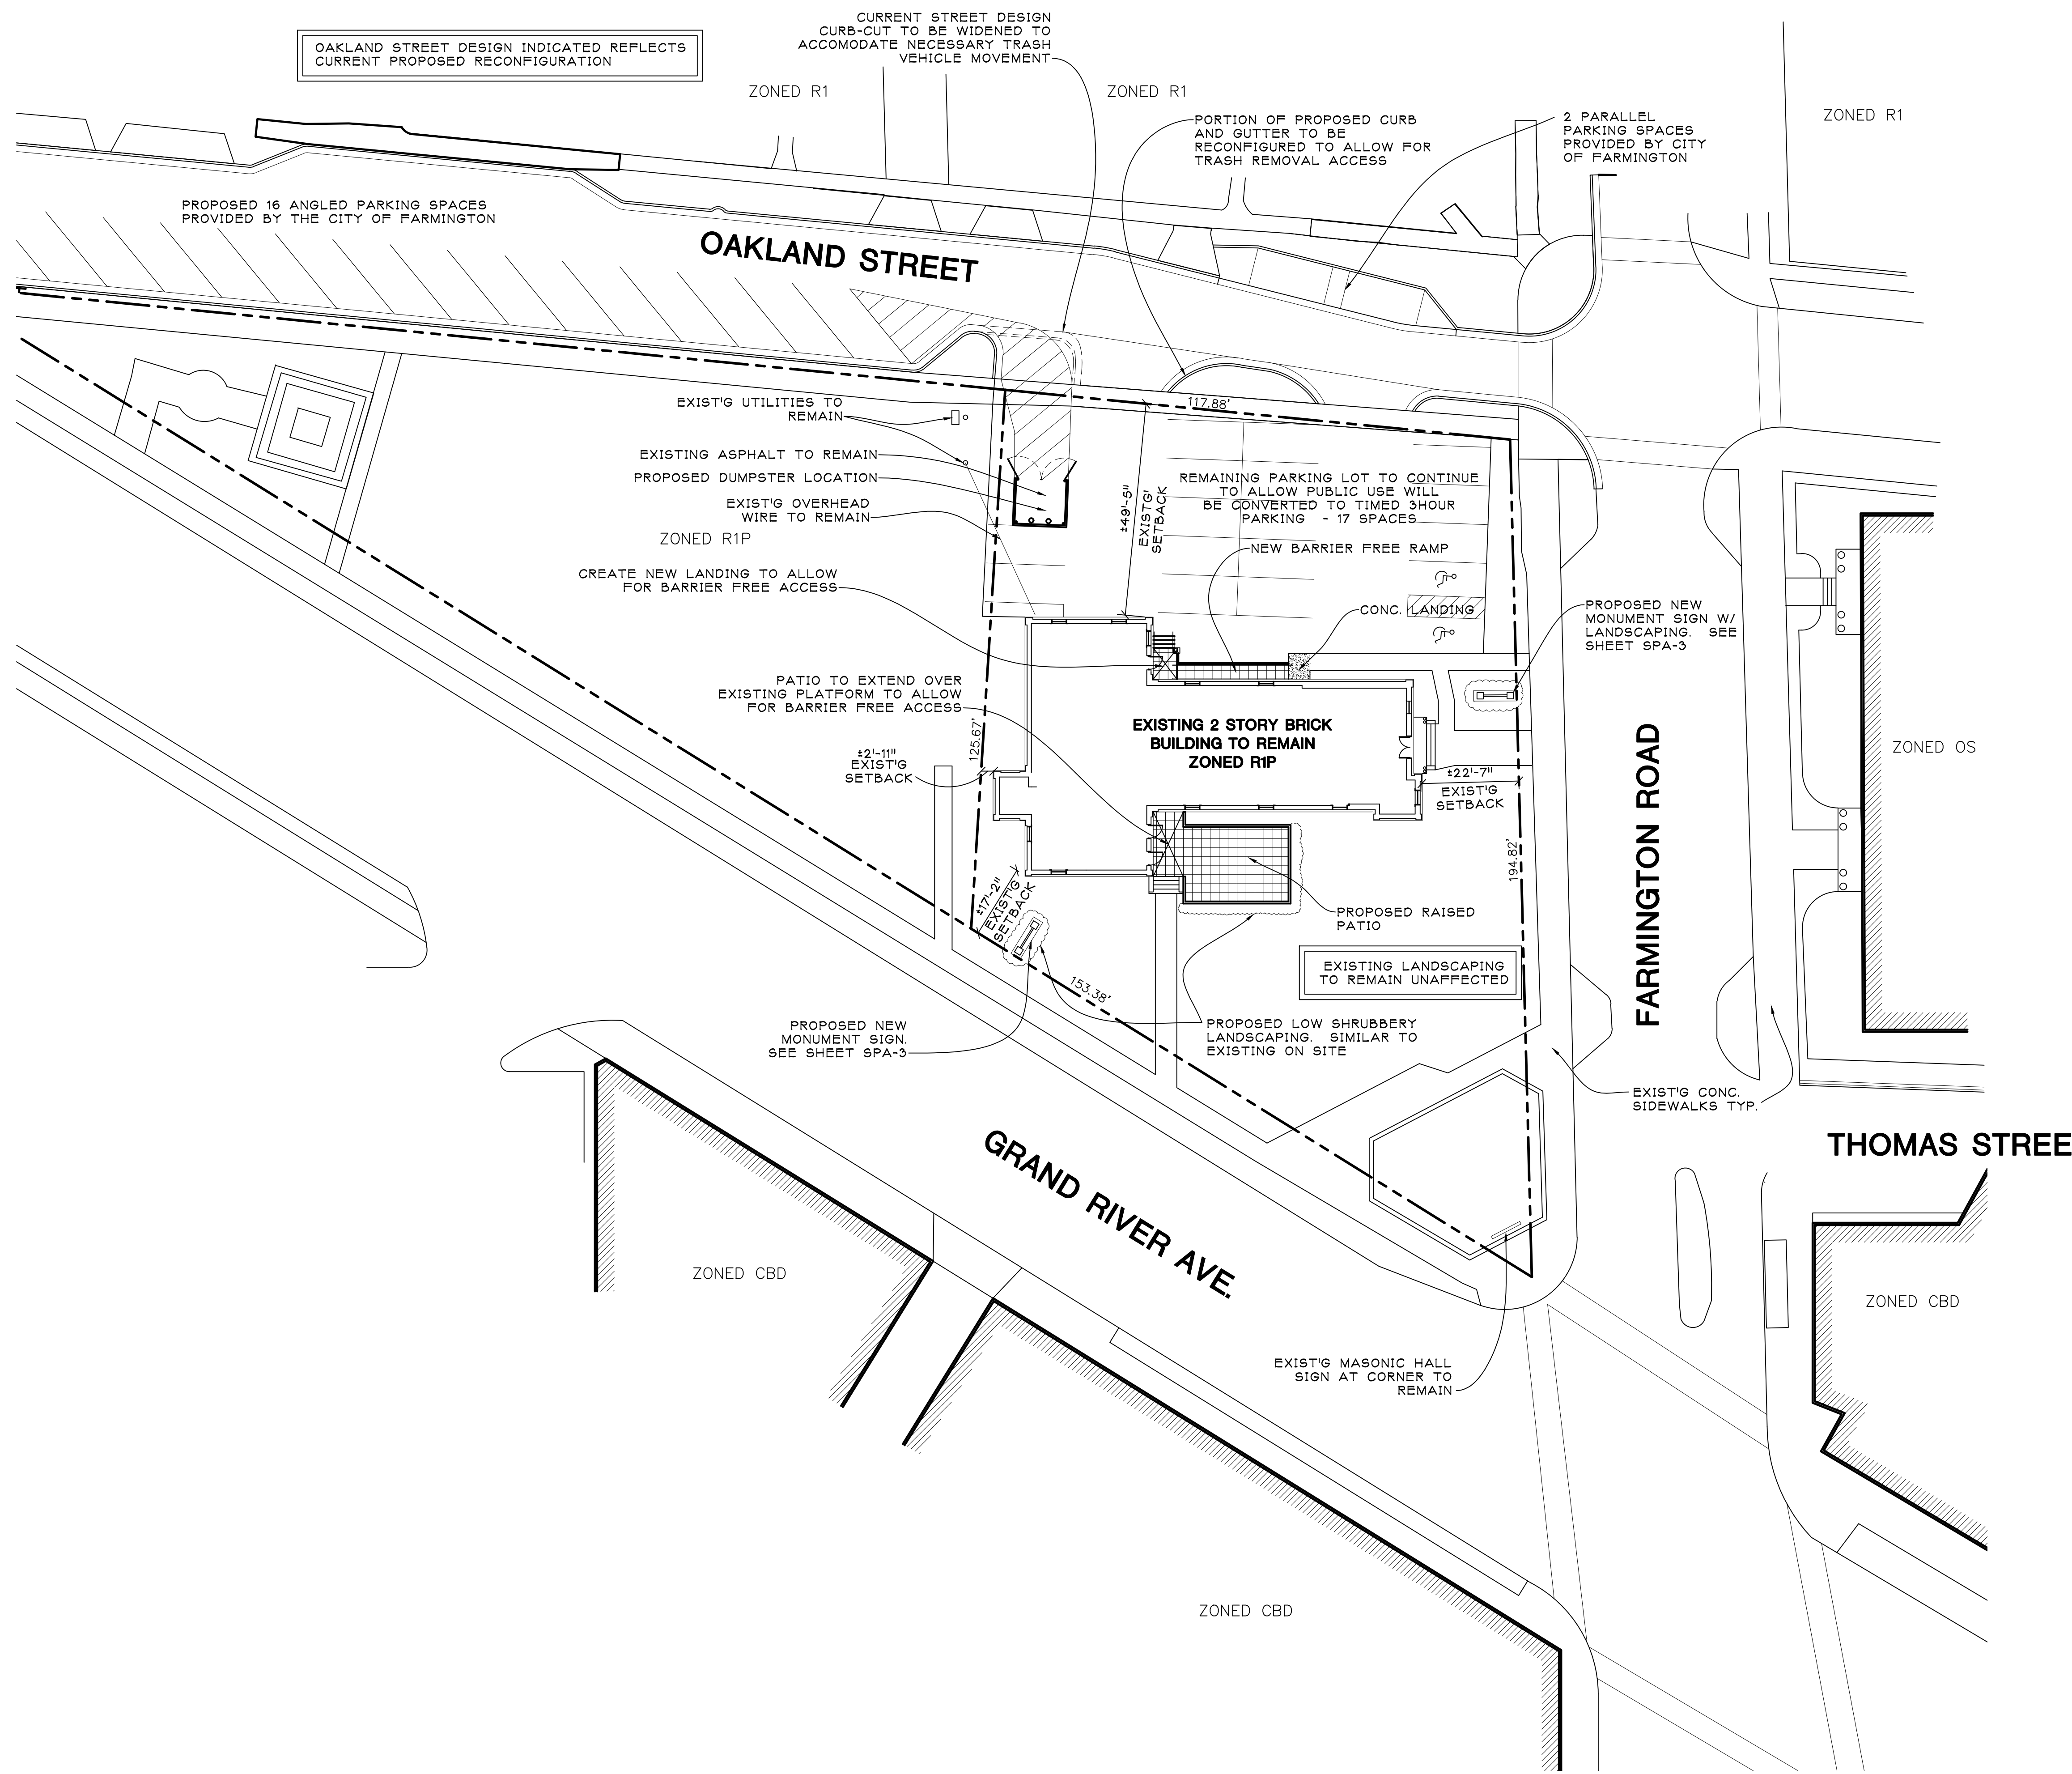 CURRENT STREET DESIGN
CURB-CUT TO BE WIDENED TO
ACCOMODATE NECESSARY TRASH
VEHICLE MOVEMENT
OAKLAND STREET DESIGN INDICATED REFLECTS
CURRENT PROPOSED RECONFIGURATION
ZONED R1
ZONED R1
ZONED R1
PORTION OF PROPOSED CURB
AND GUTTER TO BE
RECONFIGURED TO ALLOW FOR
TRASH REMOVAL ACCESS
2 PARALLEL
PARKING SPACES
PROVIDED BY CITY
OF FARMINGTON
PROPOSED 16 ANGLED PARKING SPACES
PROVIDED BY THE CITY OF FARMINGTON
OAKLAND STREET
EXIST'G UTILITIES TO
REMAIN
117.88'
EXISTING ASPHALT TO REMAIN
PROPOSED DUMPSTER LOCATION
EXIST'G OVERHEAD
WIRE TO REMAIN
±49'-5"
EXIST'G'
SETBACK
REMAINING PARKING LOT TO CONTINUE
TO ALLOW PUBLIC USE WILL
BE CONVERTED TO TIMED 3HOUR
PARKING - 17 SPACES
ZONED R1P
NEW BARRIER FREE RAMP
CREATE NEW LANDING TO ALLOW
FOR BARRIER FREE ACCESS
CONC. LANDING
PROPOSED NEW
MONUMENT SIGN W/
LANDSCAPING. SEE
SHEET SPA-3
PATIO TO EXTEND OVER
EXISTING PLATFORM TO ALLOW
FOR BARRIER FREE ACCESS
125.67'
EXISTING 2 STORY BRICK
BUILDING TO REMAIN
ZONED R1P
±2'-11"
EXIST'G
SETBACK
±22'-7"
EXIST'G
SETBACK
ZONED OS
FARMINGTON ROAD
194.82'
±17'-2"
EXIST'G
SETBACK
PROPOSED RAISED
PATIO
EXISTING LANDSCAPING
TO REMAIN UNAFFECTED
153.38'
PROPOSED NEW
MONUMENT SIGN.
SEE SHEET SPA-3
PROPOSED LOW SHRUBBERY
LANDSCAPING. SIMILAR TO
EXISTING ON SITE
EXIST'G CONC.
SIDEWALKS TYP.
THOMAS STREE
GRAND RIVER AVE.
ZONED CBD
ZONED CBD
EXIST'G MASONIC HALL
SIGN AT CORNER TO
REMAIN
ZONED CBD